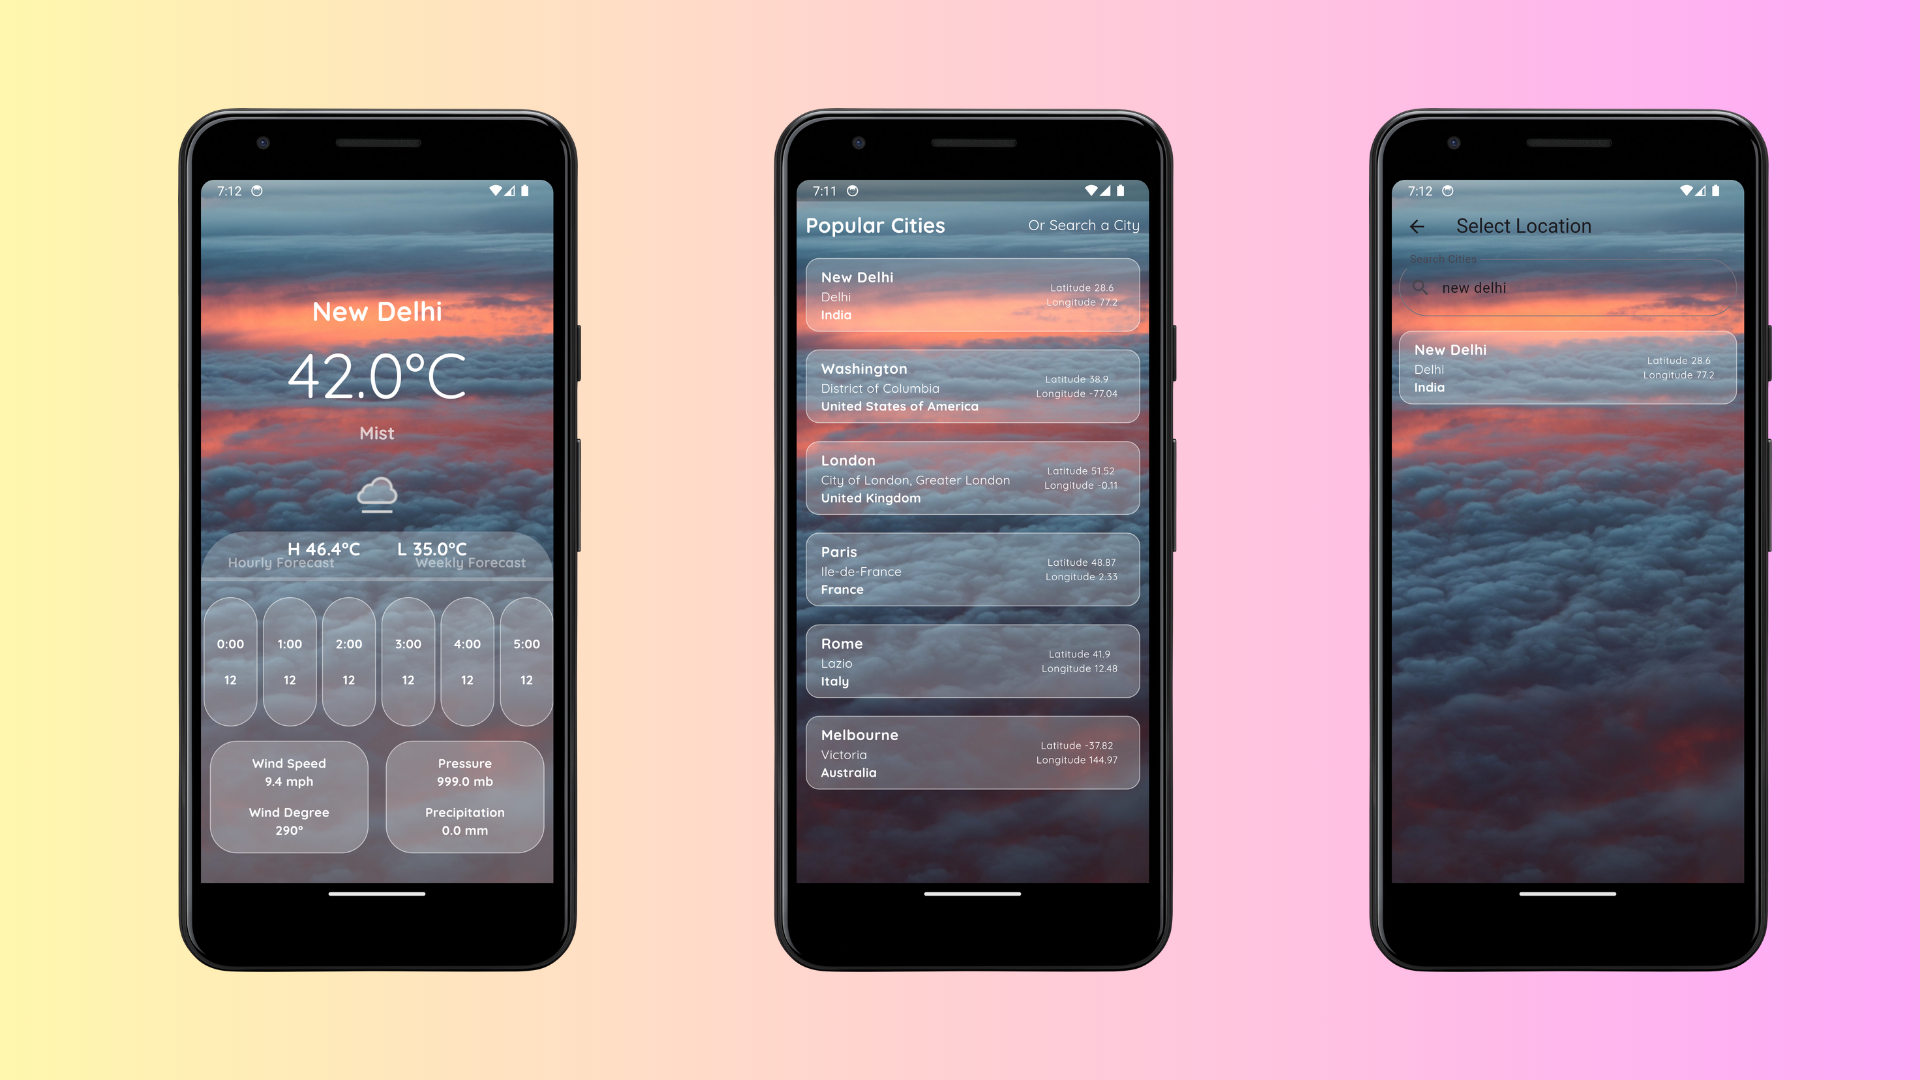 7:12
New Delhi
42.0°C
Mist
H 46.4°C L 35.0°C
Hourly Forecast Weekly Forecast
0:00 1:00 2:00 3:00 4:00 5:00
12 12 12 12 12 12
Wind Speed
9.4 mph
Wind Degree
290°
Pressure
999.0 mb
Precipitation
0.0 mm
7:11
Popular Cities Or Search a City
New Delhi
Delhi
India
Latitude 28.6
Longitude 77.2
Washington
District of Columbia
United States of America
Latitude 38.9
Longitude -77.04
London
City of London, Greater London
United Kingdom
Latitude 51.52
Longitude -0.11
Paris
Ile-de-France
France
Latitude 48.87
Longitude 2.33
Rome
Lazio
Italy
Latitude 41.9
Longitude 12.48
Melbourne
Victoria
Australia
Latitude -37.82
Longitude 144.97
7:12
Select Location
Search Cities
new delhi
New Delhi
Delhi
India
Latitude 28.6
Longitude 77.2